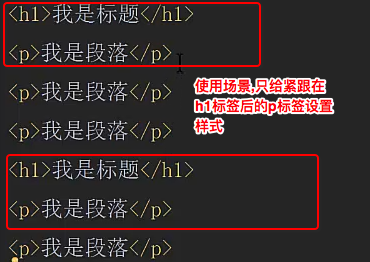 <h1>我是标题</h1>
<p>我是段落</p>
<p>我是段落</p>
<p>我是段落</p>
<h1>我是标题</h1>
<p>我是段落</p>
<p>我是段落</p>
使用场景,只给紧跟在
h1标签后的p标签设置
样式